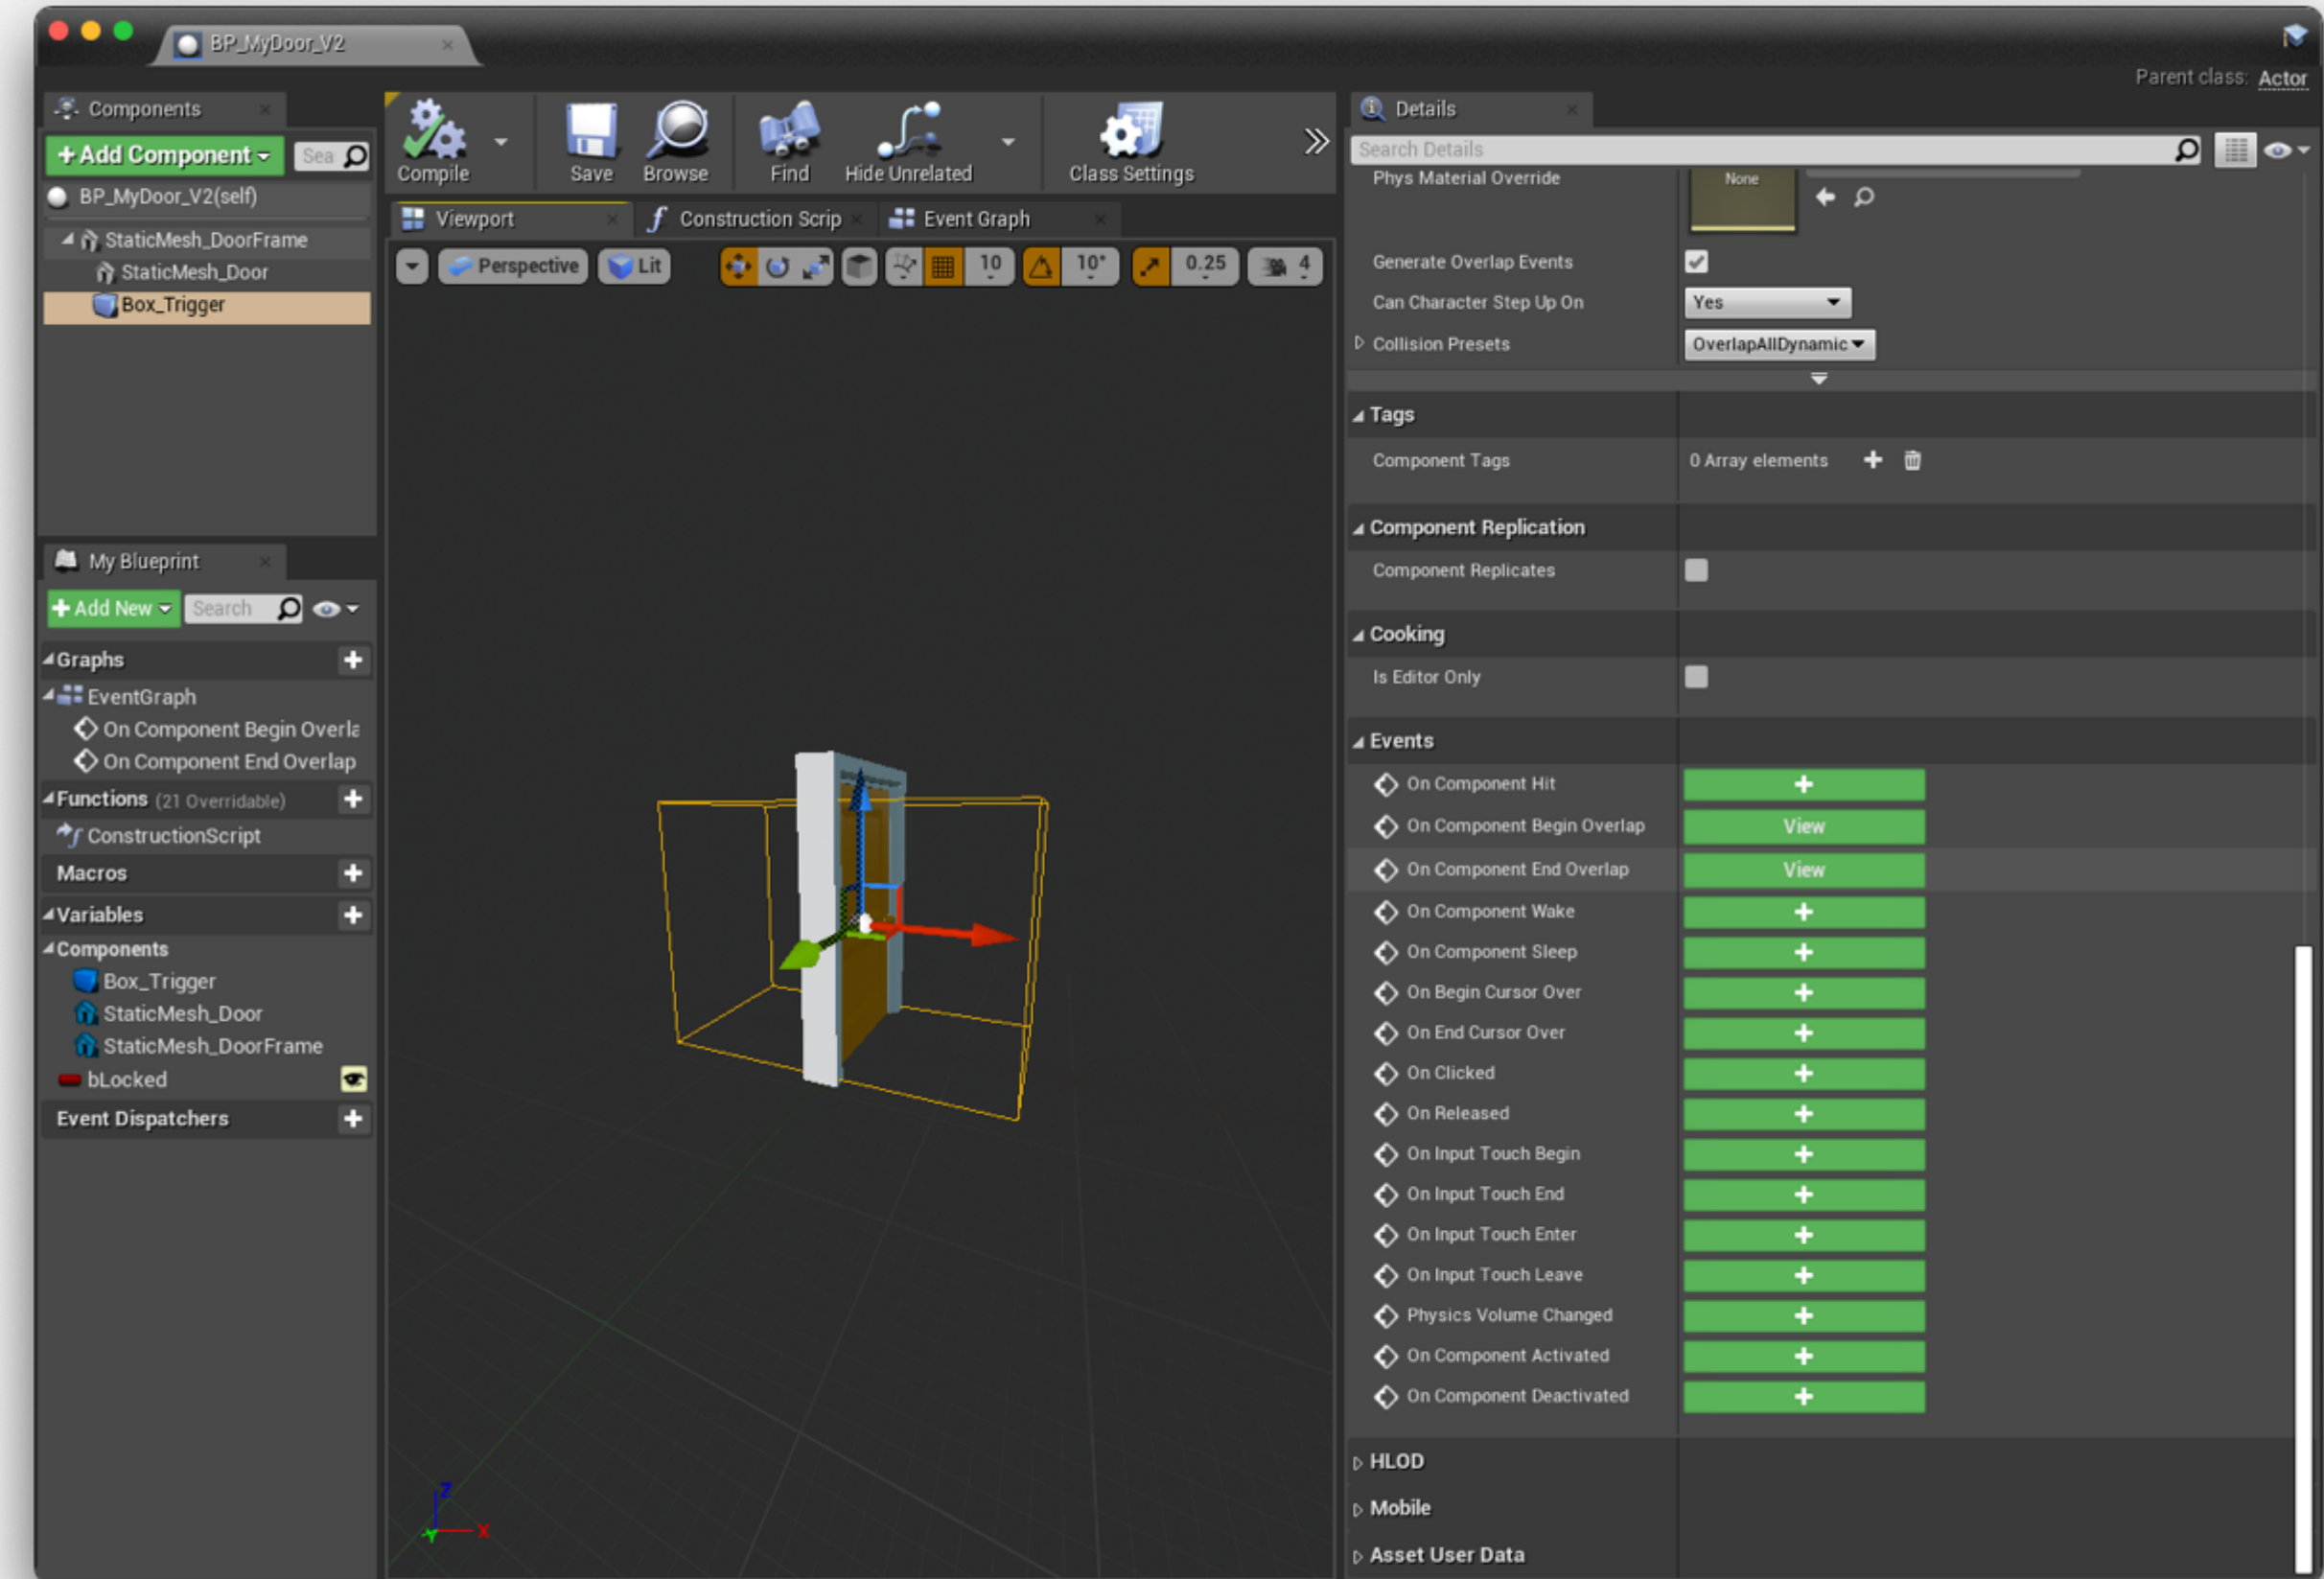 BP_MyDoor_V2
Parent class: Actor
Components
+Add Component
Sea
BP_MyDoor_V2(self)
StaticMesh_DoorFrame
StaticMesh_Door
Box_Trigger
My Blueprint
+Add New
Search
Graphs
EventGraph
On Component Begin Overla
On Component End Overlap
Functions (21 Overridable)
ConstructionScript
Macros
Variables
Components
Box_Trigger
StaticMesh_Door
StaticMesh_DoorFrame
bLocked
Event Dispatchers
Compile
Save
Browse
Find
Hide Unrelated
Class Settings
Viewport
Construction Scrip
Event Graph
Perspective
Lit
10
10°
0.25
4
Z
Y
X
Details
Search Details
Phys Material Override
None
Generate Overlap Events
Can Character Step Up On
Yes
Collision Presets
OverlapAllDynamic
Tags
Component Tags
0 Array elements
Component Replication
Component Replicates
Cooking
Is Editor Only
Events
On Component Hit
On Component Begin Overlap
View
On Component End Overlap
View
On Component Wake
On Component Sleep
On Begin Cursor Over
On End Cursor Over
On Clicked
On Released
On Input Touch Begin
On Input Touch End
On Input Touch Enter
On Input Touch Leave
Physics Volume Changed
On Component Activated
On Component Deactivated
HLOD
Mobile
Asset User Data